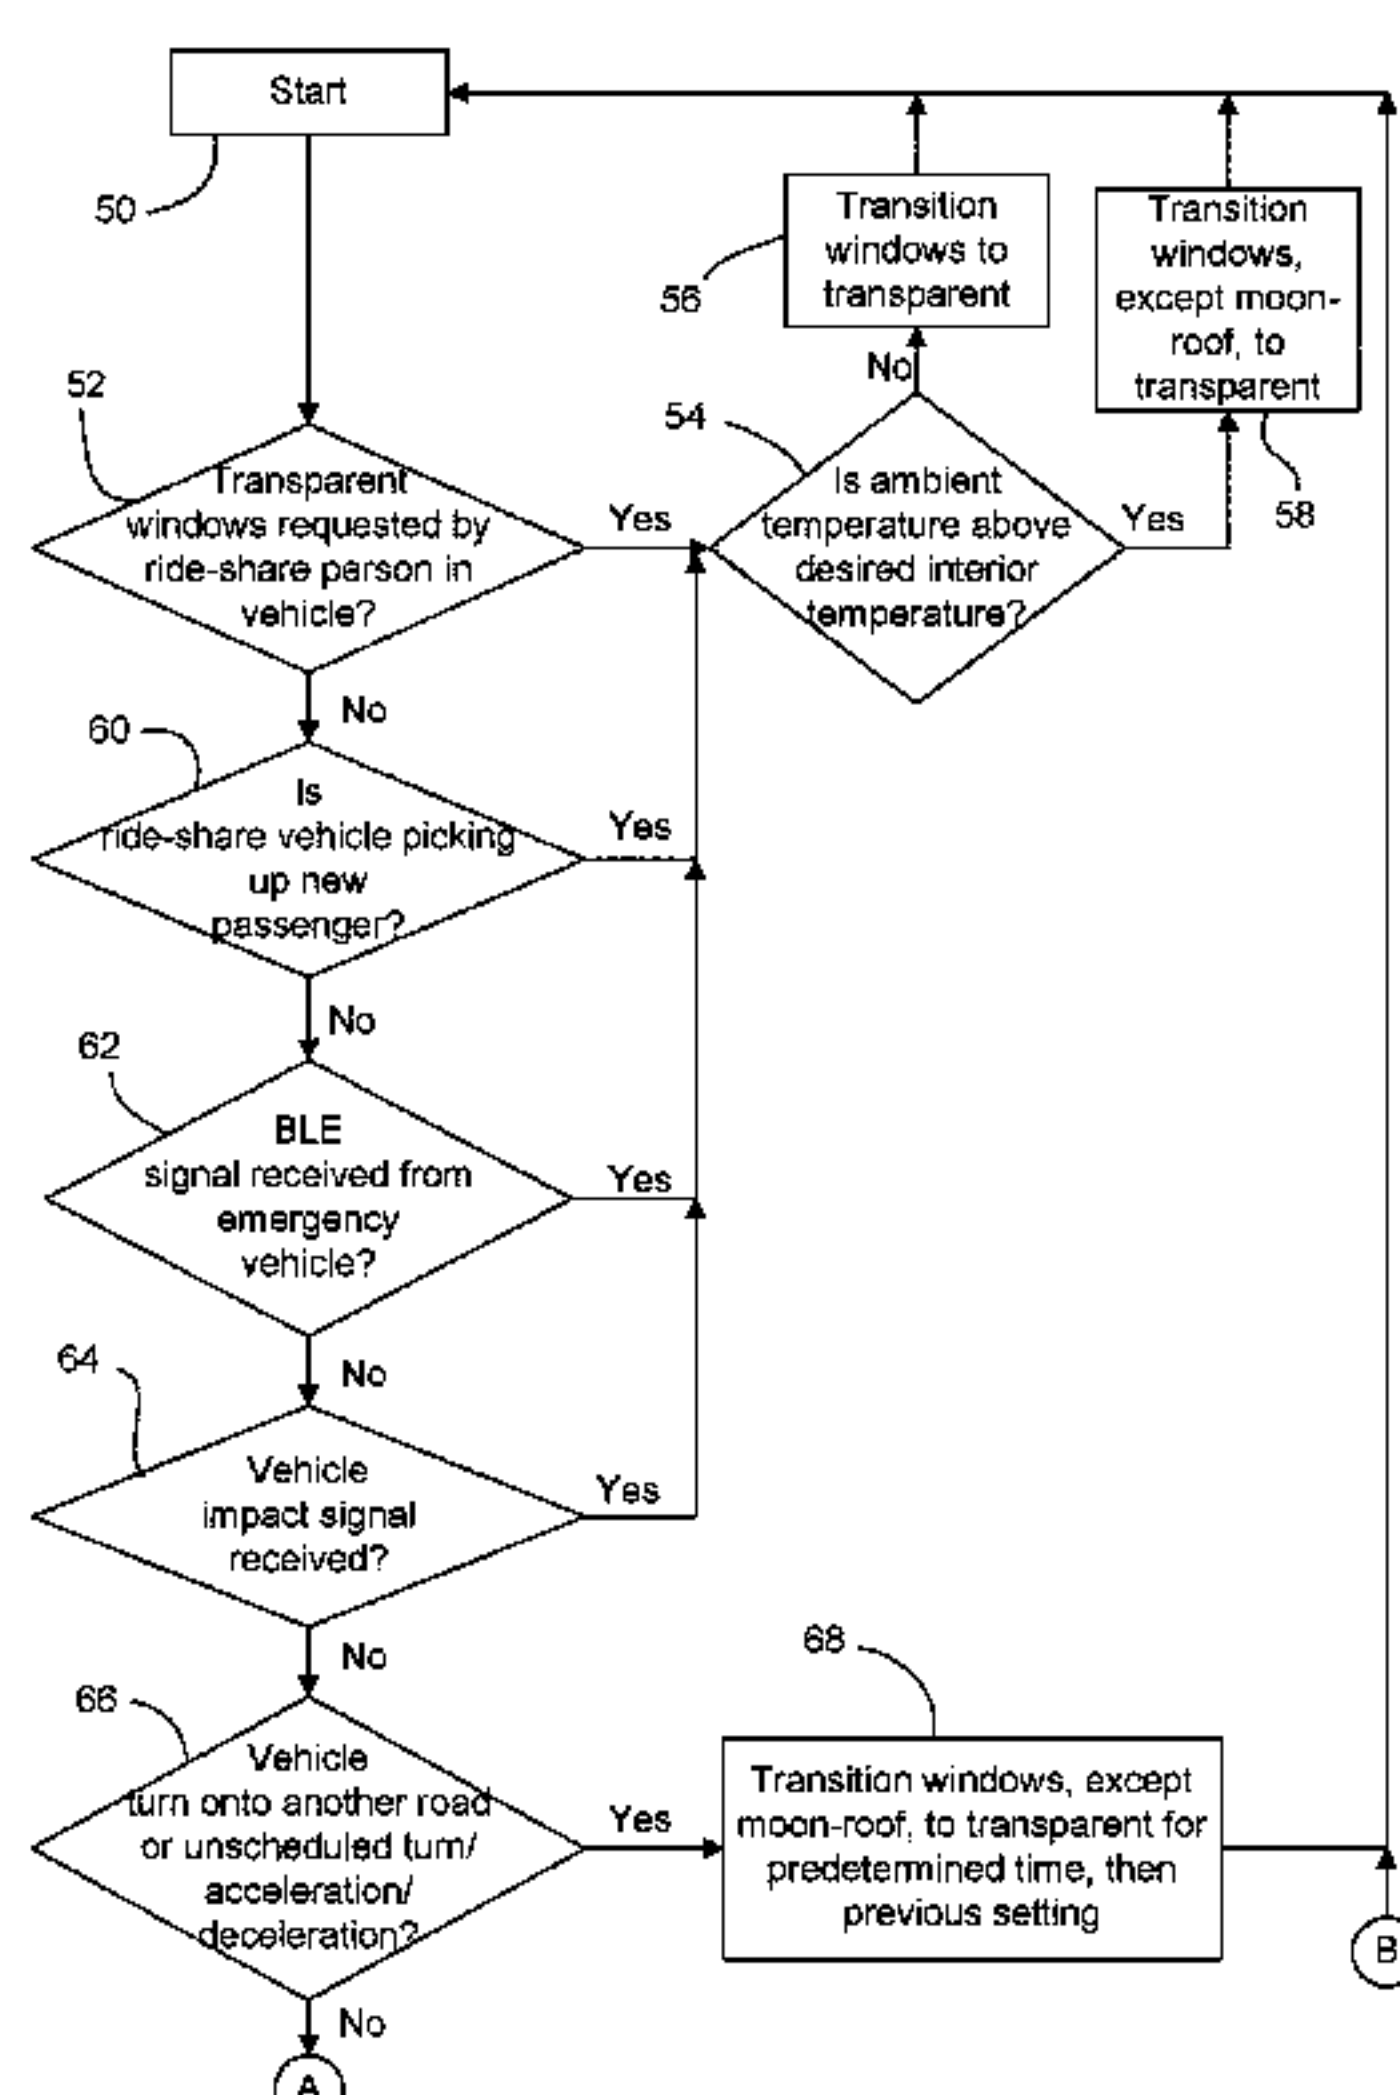 Start
50
Transition
windows to
transparent
56
Transition
windows,
except moon-
roof, to
transparent
58
No
52
Transparent
windows requested by
ride-share person in
vehicle?
Yes
54
Is ambient
temperature above
desired interior
temperature?
Yes
No
60
Is
ride-share vehicle picking
up new
passenger?
Yes
No
62
BLE
signal received from
emergency
vehicle?
Yes
No
64
Vehicle
impact signal
received?
Yes
No
66
Vehicle
turn onto another road
or unscheduled turn/
acceleration/
deceleration?
Yes
68
Transition windows, except
moon-roof, to transparent for
predetermined time, then
previous setting
B
No
A